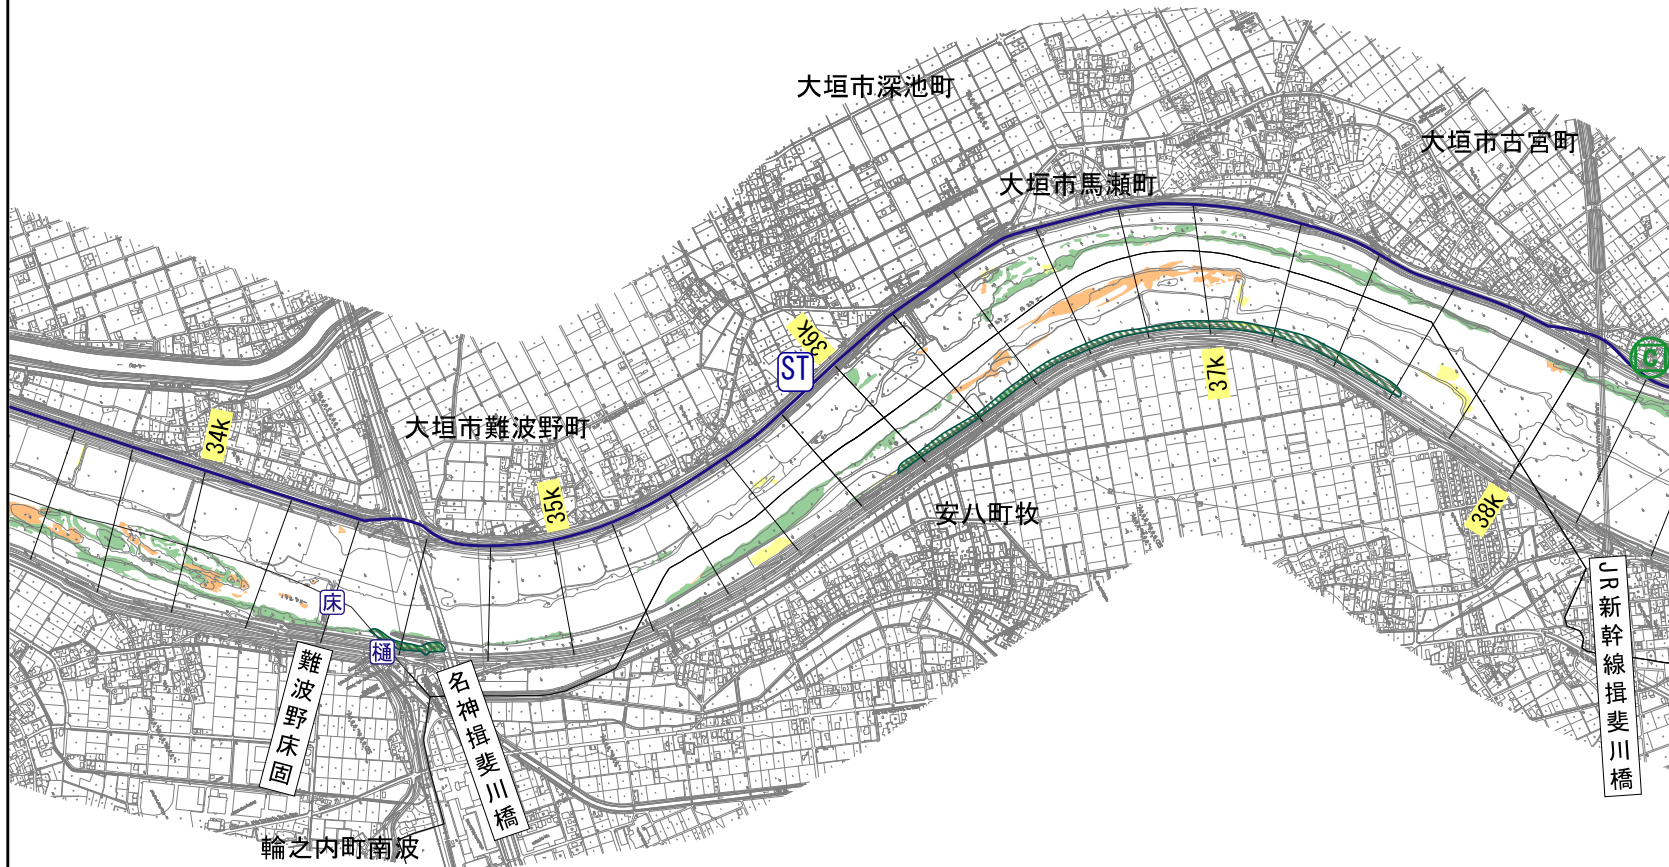 大垣市深池町
大垣市古宮町
大垣市馬瀬町
36k
ST
G
37k
34k
大垣市難波野町
35k
38k
安八町牧
床
樋
難波野床固
名神揖斐川橋
JR新幹線揖斐川橋
輪之内町南波